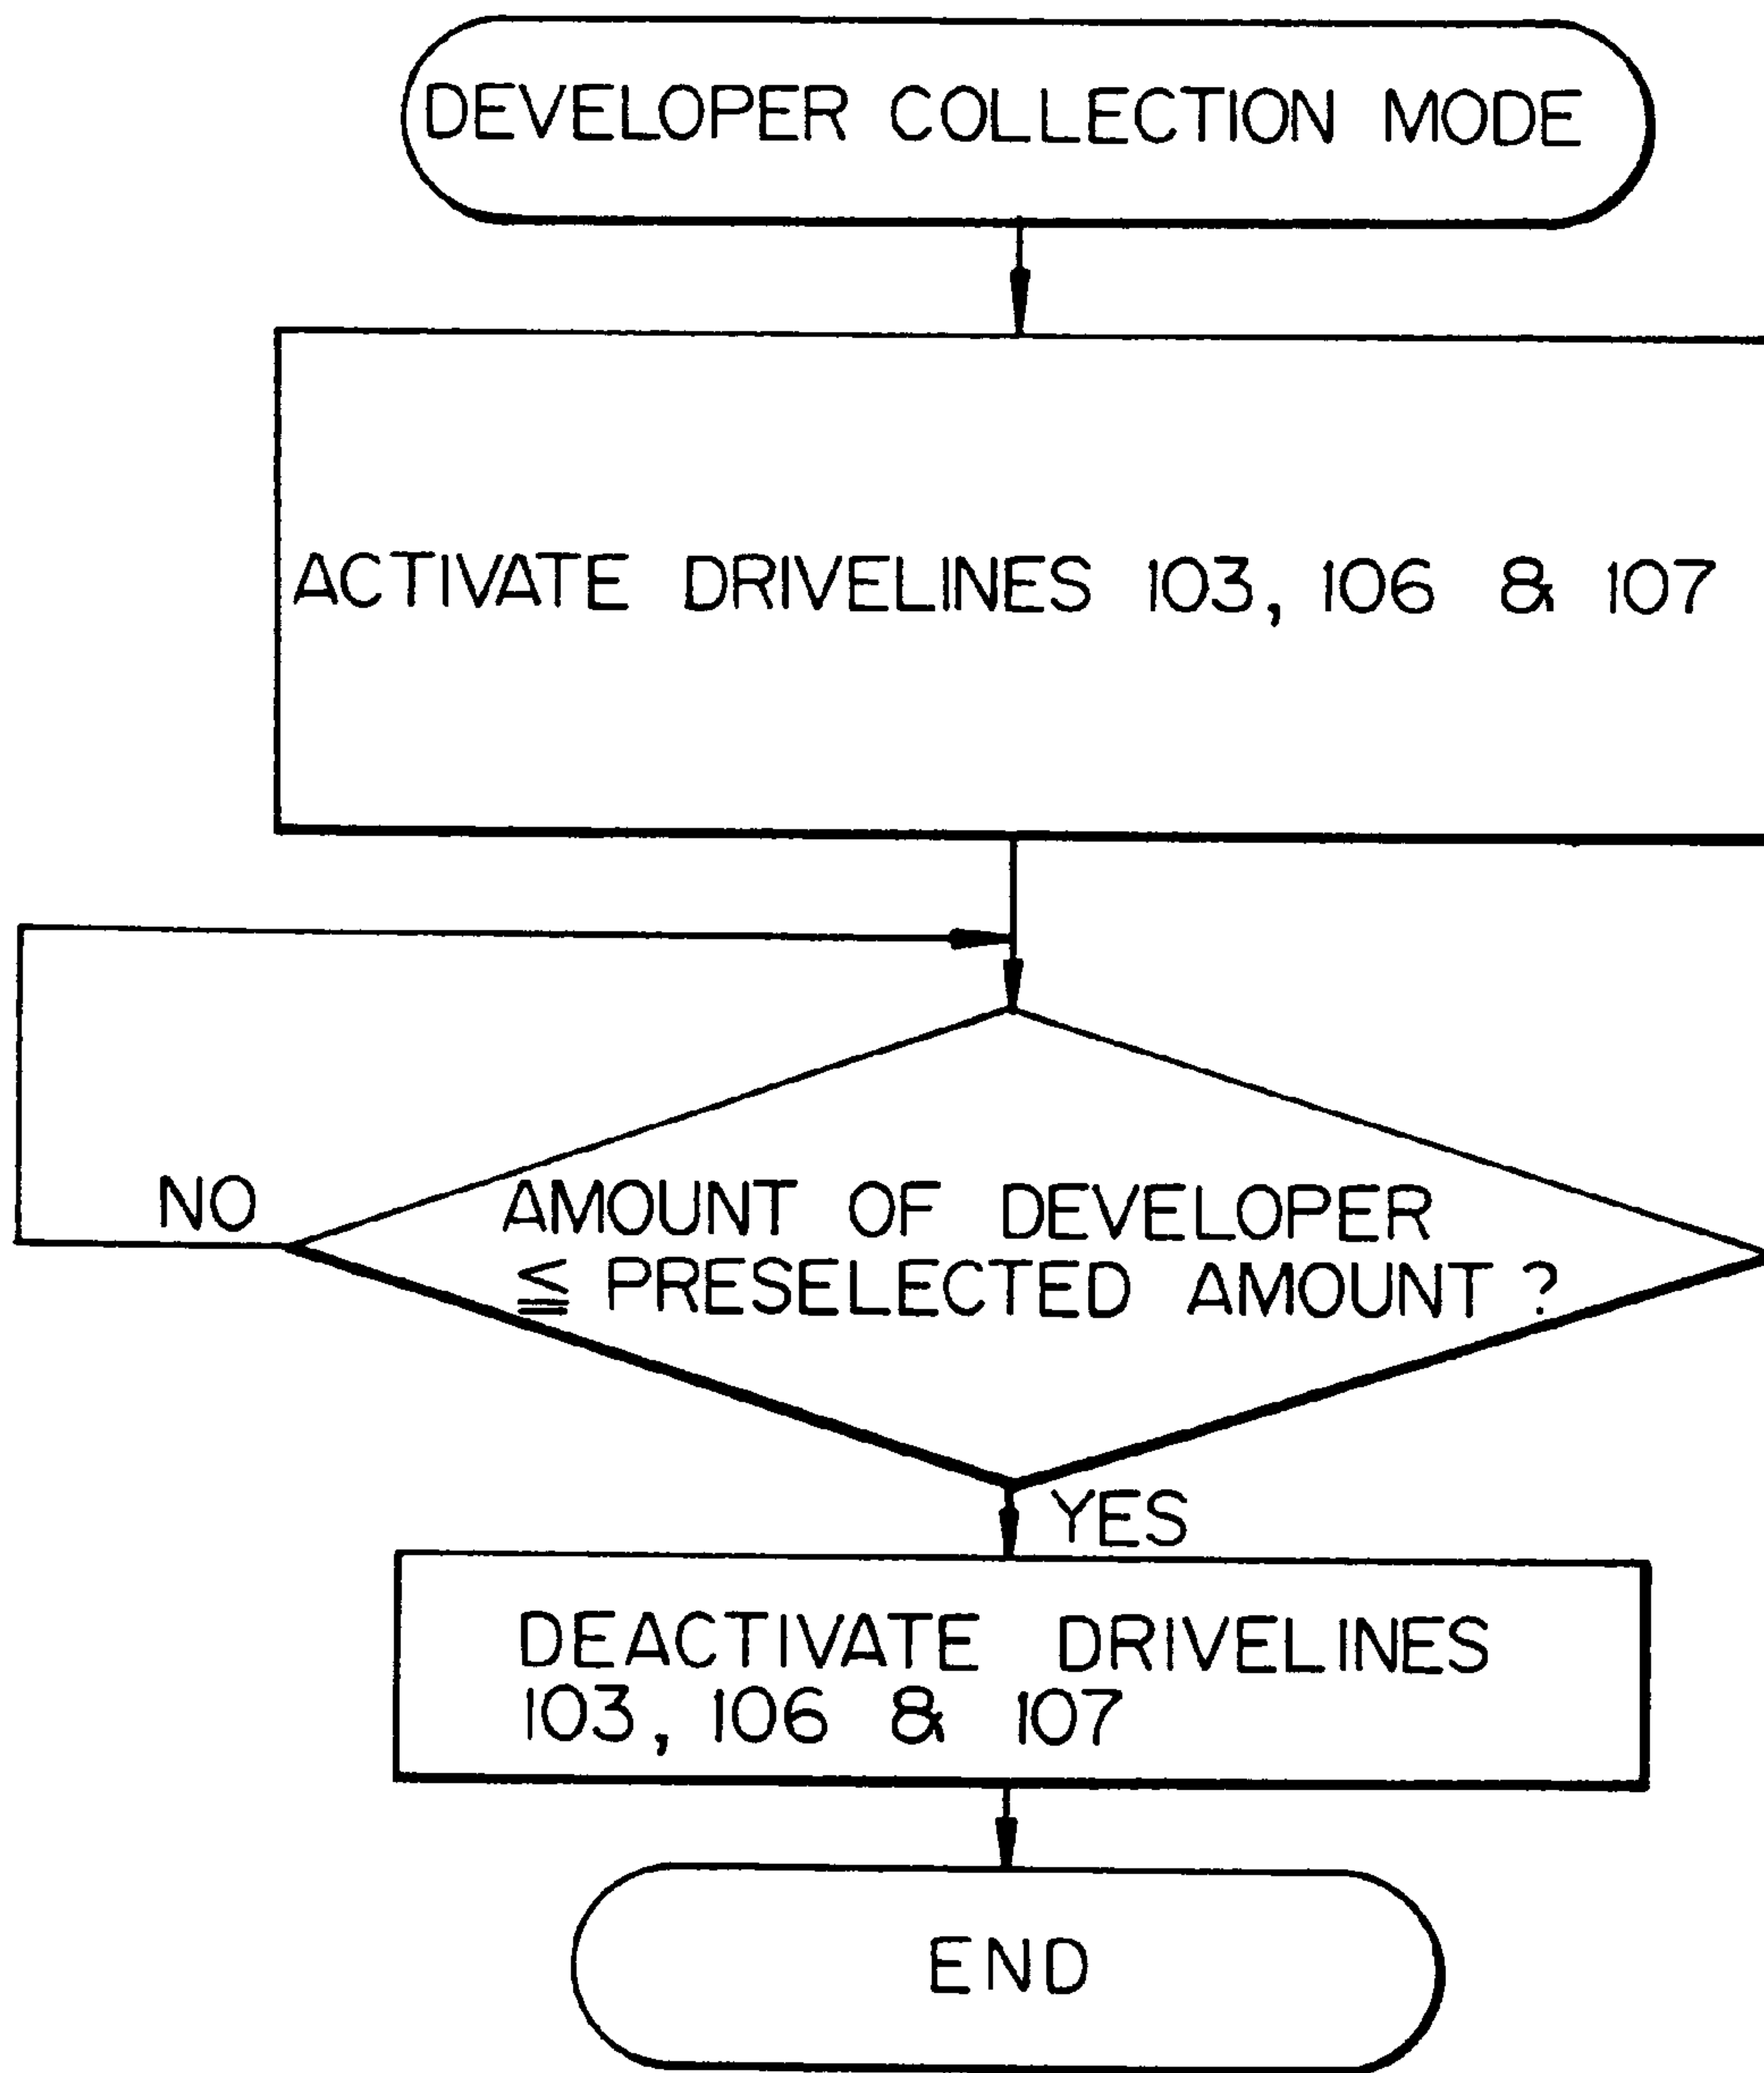 DEVELOPER COLLECTION MODE
ACTIVATE DRIVELINES 103, 106 & 107
NO
AMOUNT OF DEVELOPER
≦ PRESELECTED AMOUNT ?
YES
DEACTIVATE DRIVELINES
103, 106 & 107
END